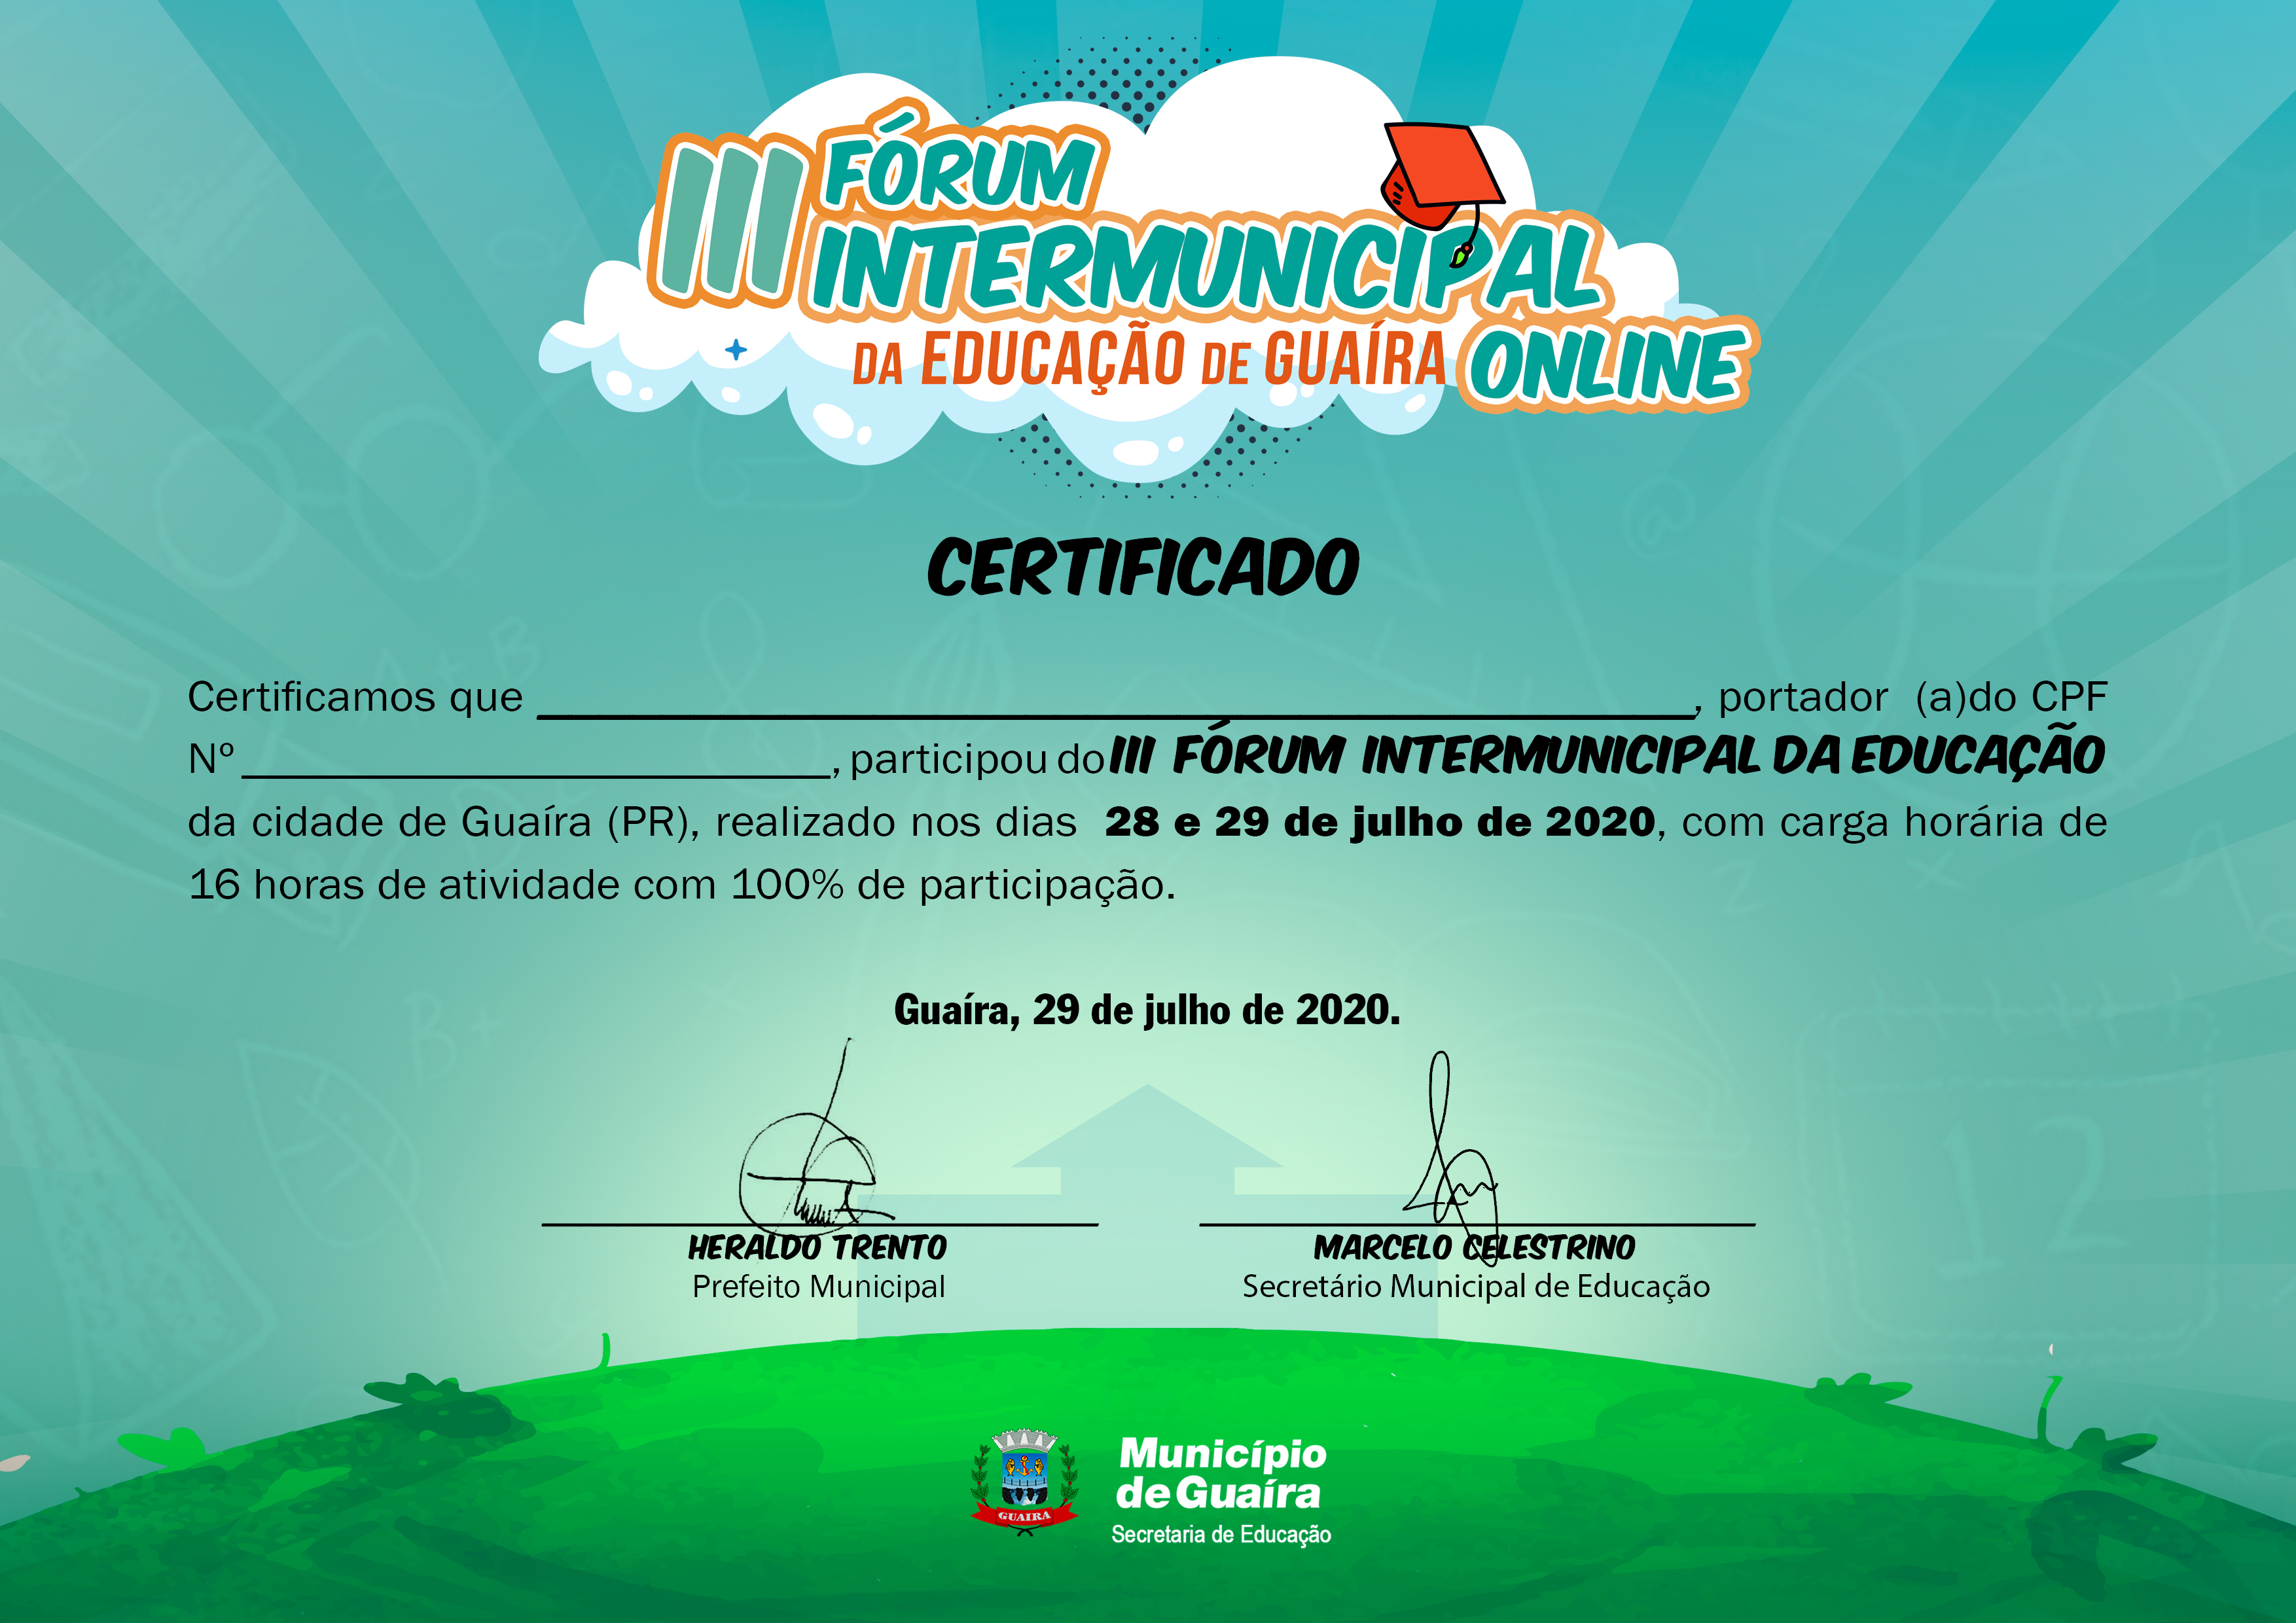 III FÓRUM
INTERMUNICIPAL
DA EDUCAÇÃO DE GUAÍRA ONLINE
CERTIFICADO
Certificamos que ________________________, portador (a)do CPF
Nº ________________, participou do III FÓRUM INTERMUNICIPAL DA EDUCAÇÃO
da cidade de Guaíra (PR), realizado nos dias 28 e 29 de julho de 2020, com carga horária de
16 horas de atividade com 100% de participação.
Guaíra, 29 de julho de 2020.
HERALDO TRENTO
Prefeito Municipal
MARCELO CELESTRINO
Secretário Municipal de Educação
GUAIRA
Município
de Guaíra
Secretaria de Educação
A + B
B +
@
z
x
12